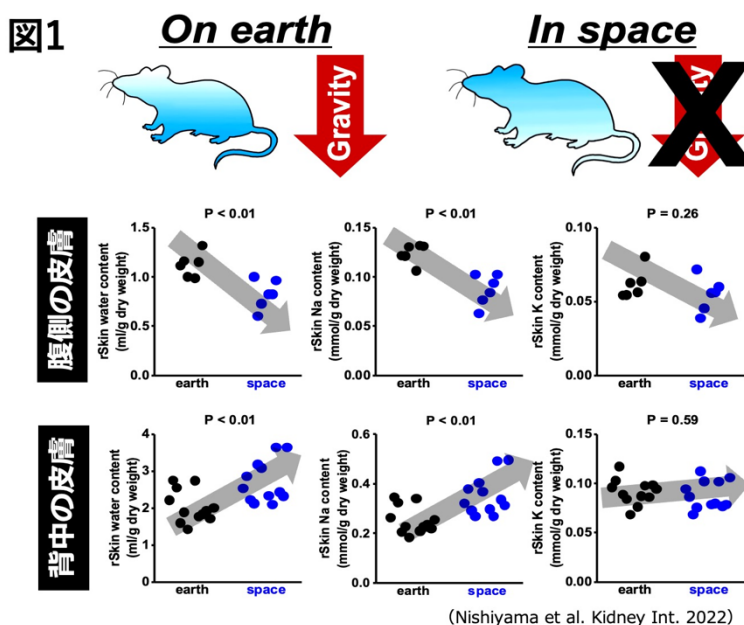 図1
On earth
In space
Gravity
Gravity
腹側の皮膚
P < 0.01
rSkin water content
(ml/g dry weight)
1.5
1.0
0.5
0.0
earth
space
P < 0.01
rSkin Na content
(mmol/g dry weight)
0.15
0.10
0.05
0.00
earth
space
P = 0.26
rSkin K content
(mmol/g dry weight)
0.10
0.05
0.00
earth
space
背中の皮膚
P < 0.01
rSkin water content
(ml/g dry weight)
4
3
2
1
0
earth
space
P < 0.01
rSkin Na content
(mmol/g dry weight)
0.6
0.4
0.2
0.0
earth
space
P = 0.59
rSkin K content
(mmol/g dry weight)
0.15
0.10
0.05
0.00
earth
space
(Nishiyama et al. Kidney Int. 2022)